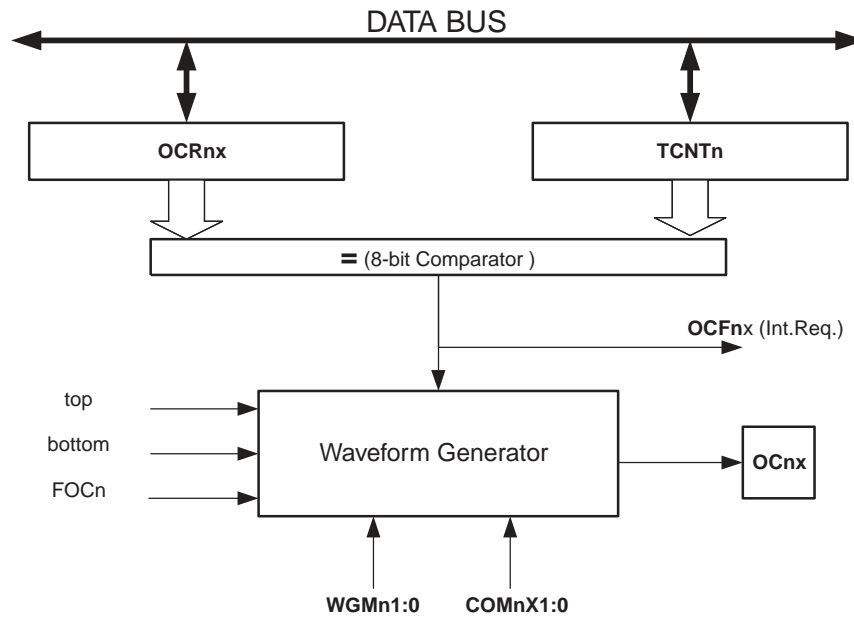 DATA BUS
OCRnx
TCNTn
= (8-bit Comparator )
OCFnx (Int.Req.)
top
bottom
FOCn
Waveform Generator
OCnx
WGMn1:0
COMnX1:0